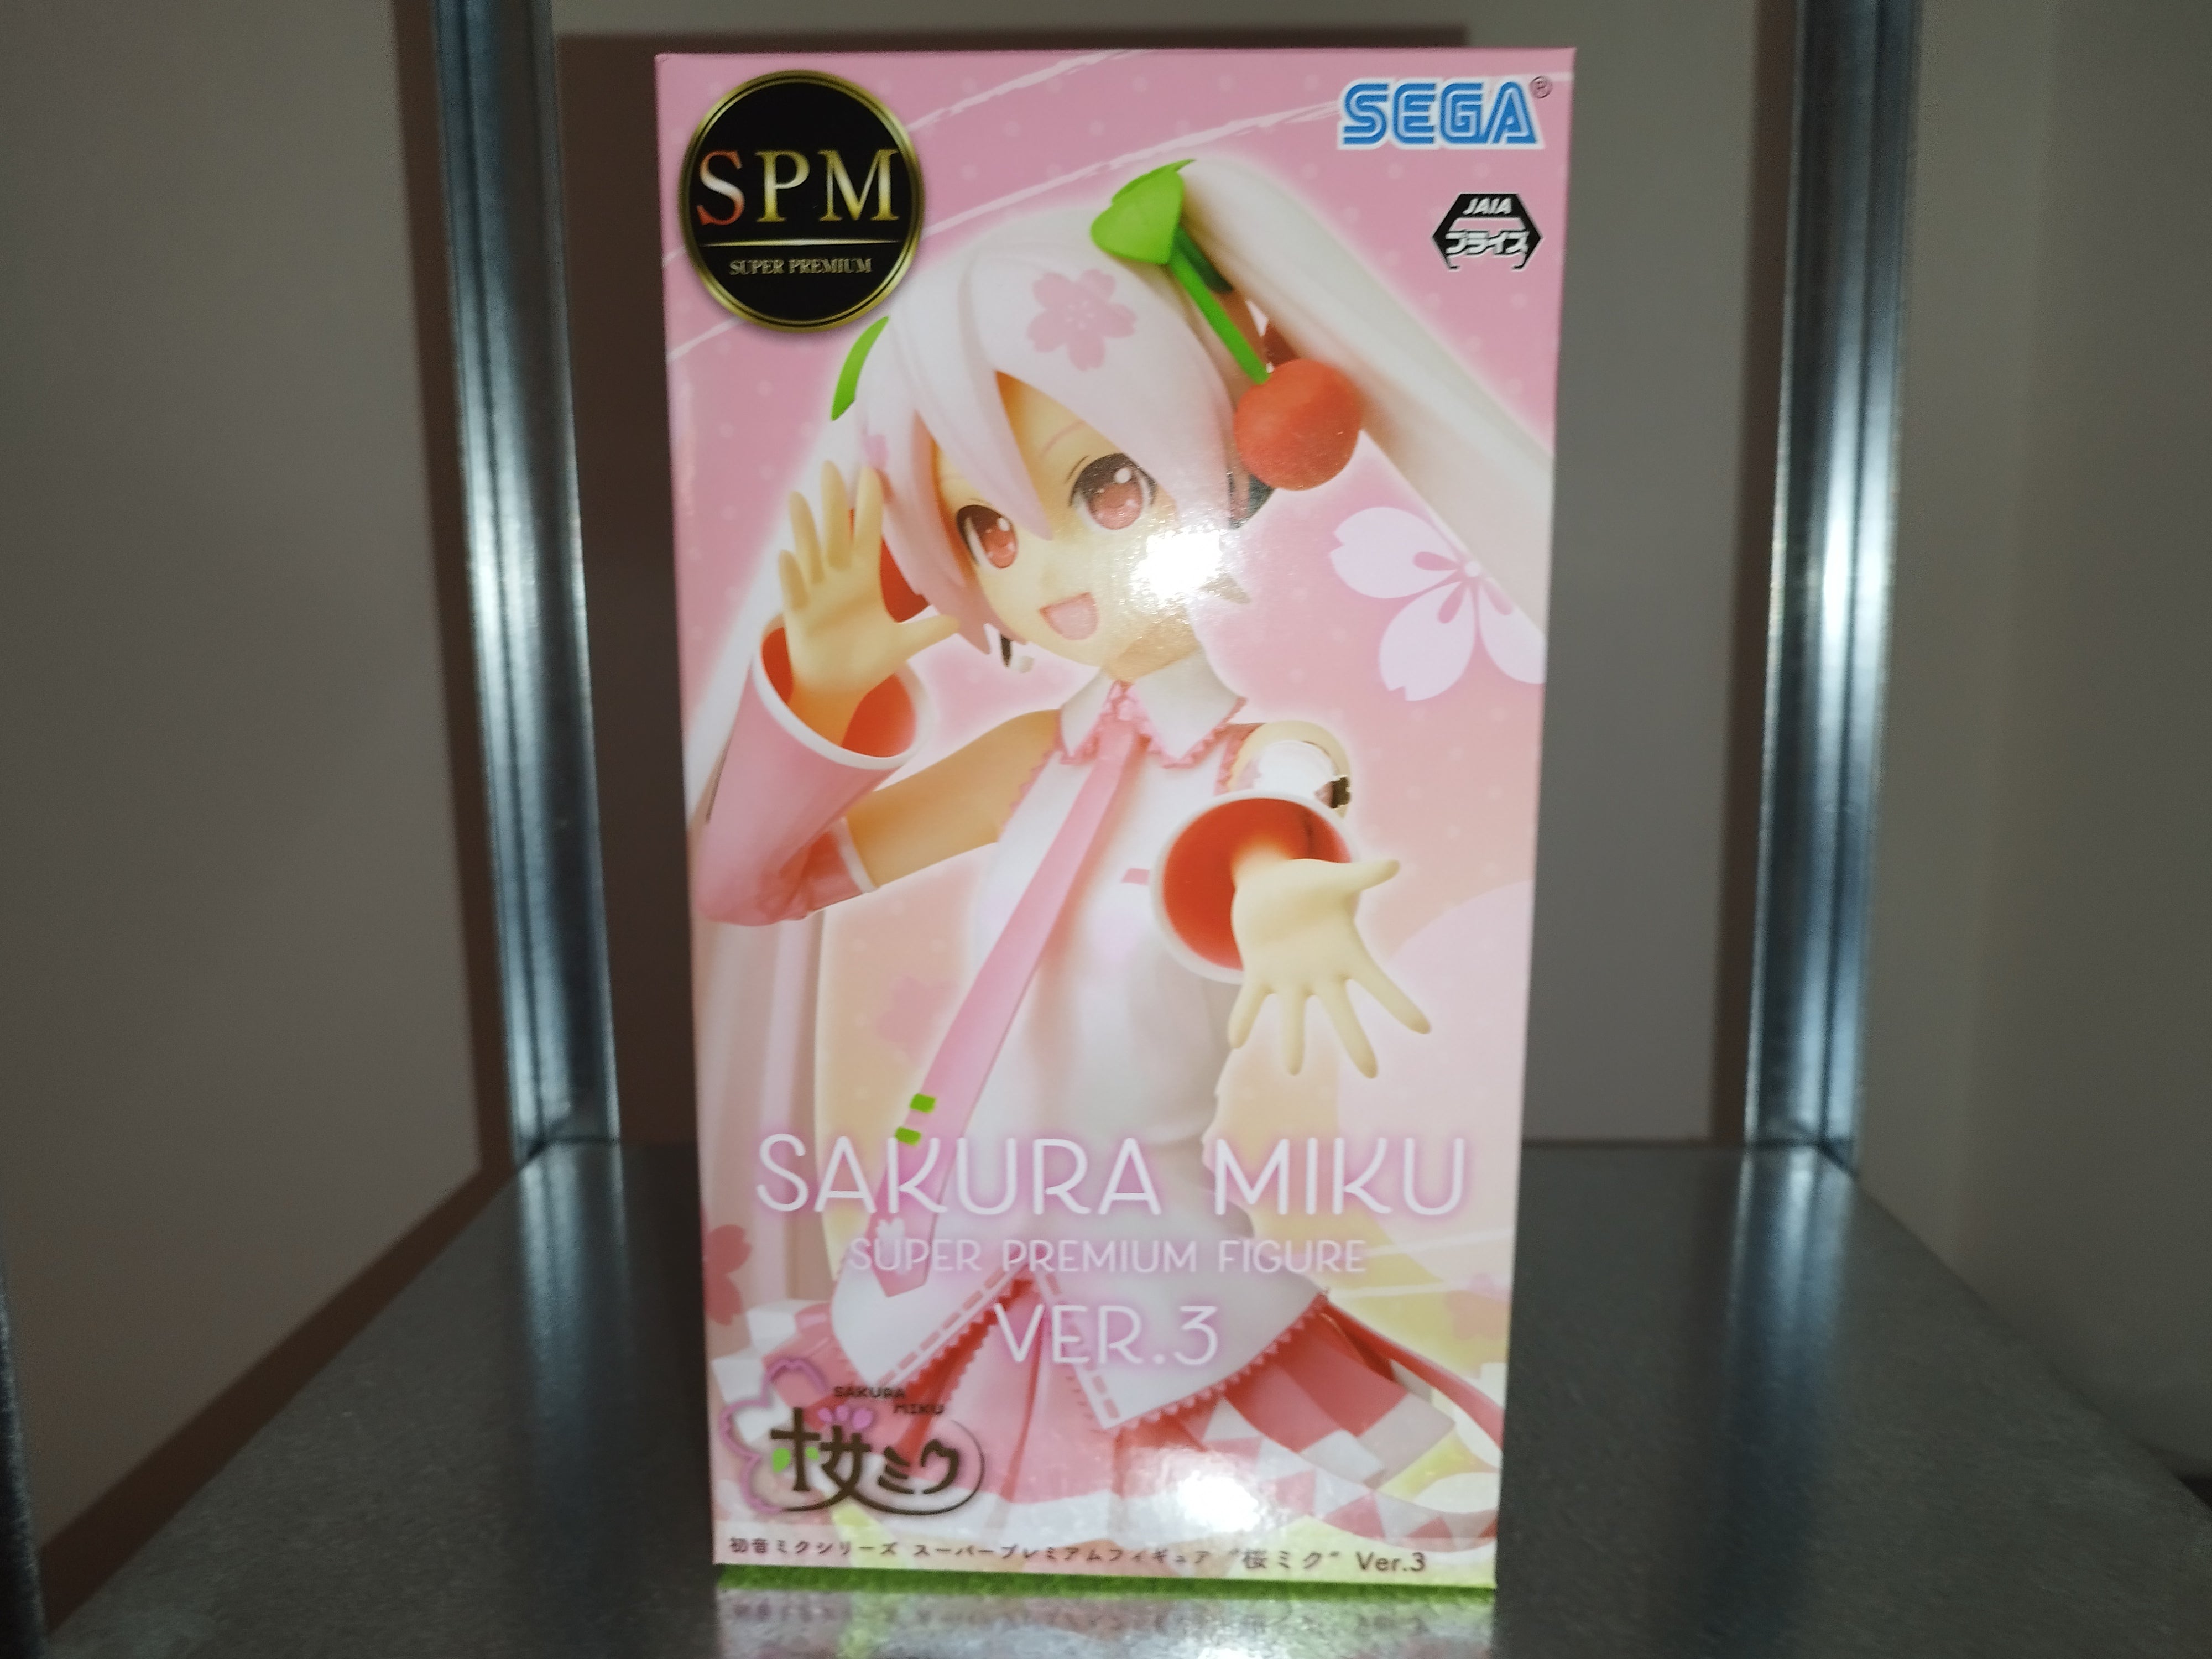 SPM
SUPER PREMIUM
SEGA®
JAIA
プライズ
SAKURA MIKU
SUPER PREMIUM FIGURE
VER.3
SAKURA
MIKU
桜ミク
初音ミクシリーズ スーパープレミアムフィギュア “桜ミク” Ver.3